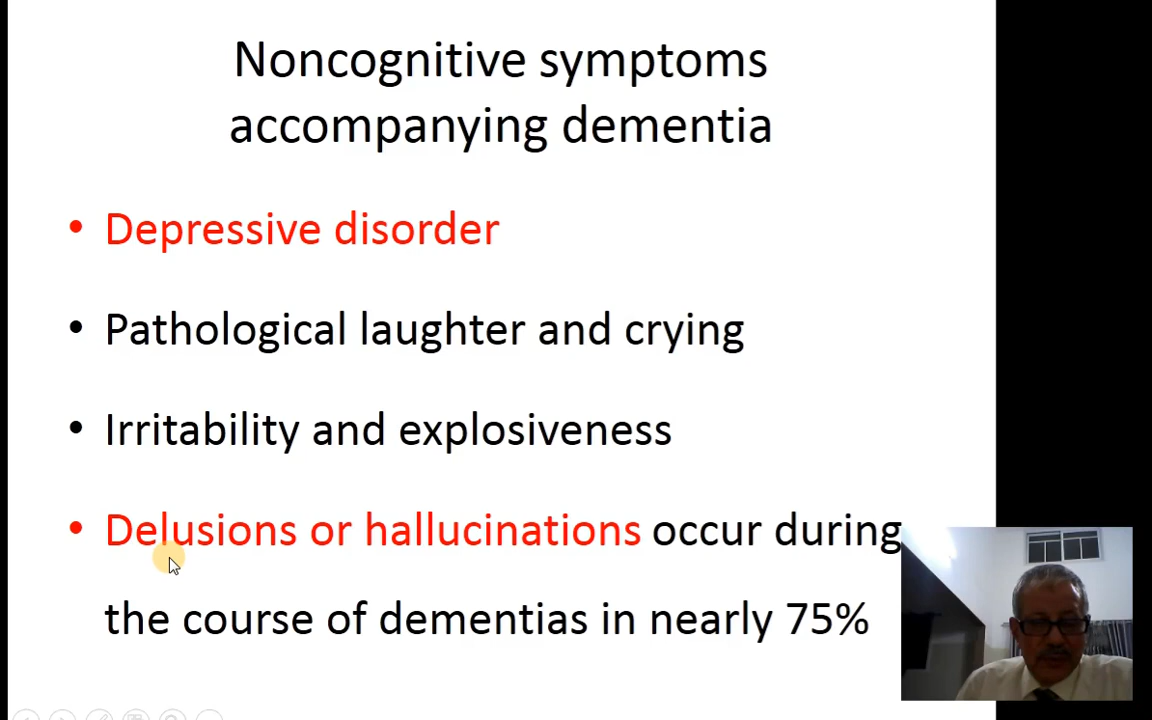 Noncognitive symptoms
accompanying dementia
• Depressive disorder
• Pathological laughter and crying
• Irritability and explosiveness
• Delusions or hallucinations occur during
the course of dementias in nearly 75%